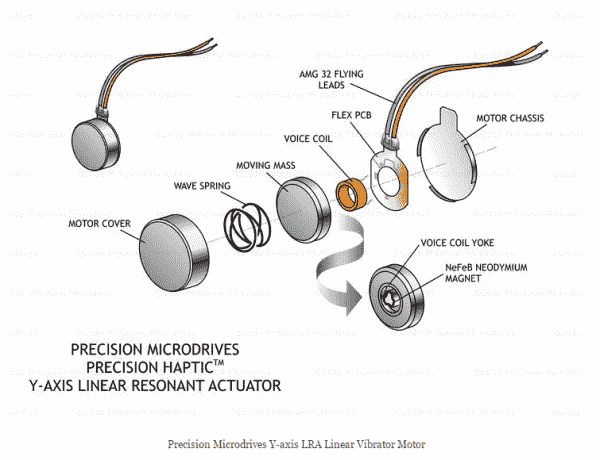 AMG 32 FLYING
LEADS
FLEX PCB
MOTOR CHASSIS
VOICE COIL
MOVING MASS
WAVE SPRING
MOTOR COVER
VOICE COIL YOKE
NeFeB NEODYMIUM
MAGNET
PRECISION MICRODRIVES
PRECISION HAPTIC™
Y-AXIS LINEAR RESONANT ACTUATOR
Precision Microdrives Y-axis LRA Linear Vibrator Motor